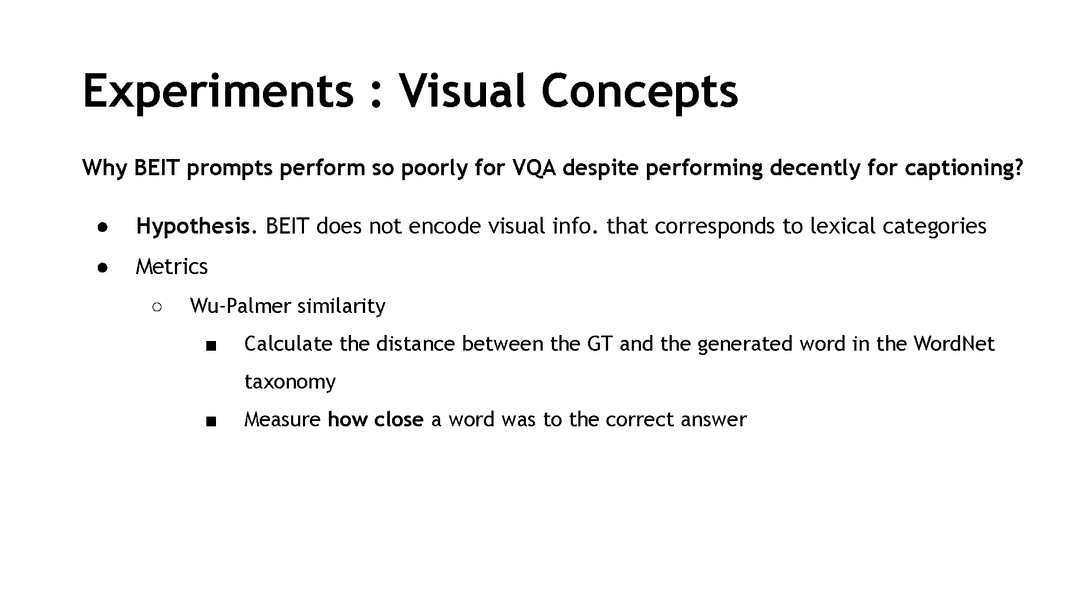 Experiments : Visual Concepts
Why BEIT prompts perform so poorly for VQA despite performing decently for captioning?
● Hypothesis. BEIT does not encode visual info. that corresponds to lexical categories
● Metrics
○ Wu-Palmer similarity
■ Calculate the distance between the GT and the generated word in the WordNet
taxonomy
■ Measure how close a word was to the correct answer